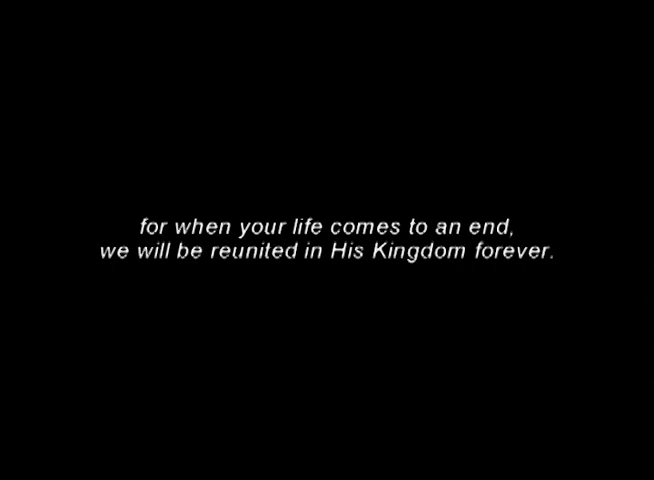 for when your life comes to an end,
we will be reunited in His Kingdom forever.